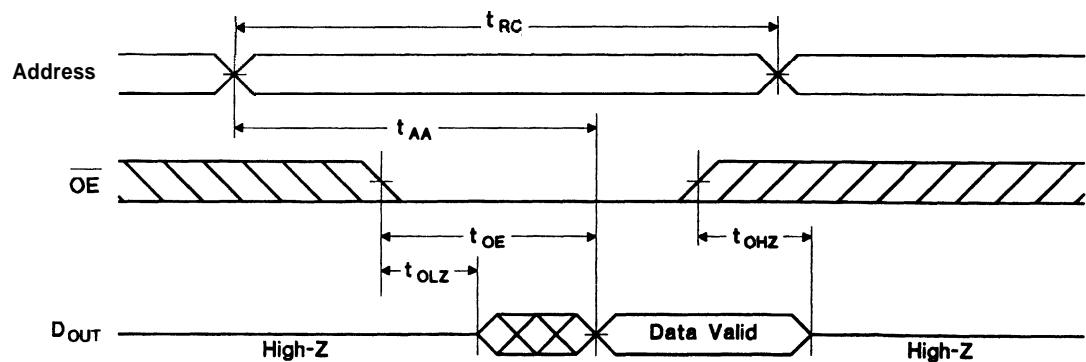 tRC
Address
tAA
OE
tOE
tOHZ
tOLZ
DOUT
High-Z
Data Valid
High-Z